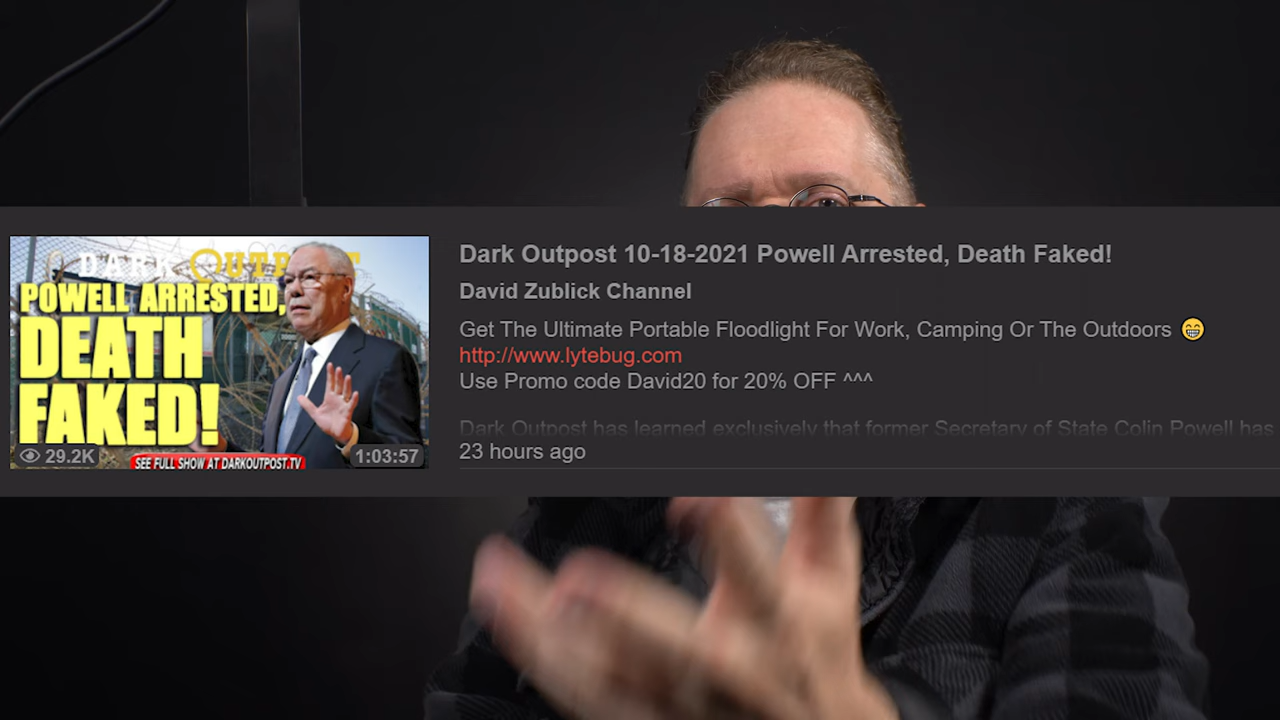 DARK OUTPOST
POWELL ARRESTED,
DEATH
FAKED!
29.2K
SEE FULL SHOW AT DARKOUTPOST.TV
1:03:57
Dark Outpost 10-18-2021 Powell Arrested, Death Faked!
David Zublick Channel
Get The Ultimate Portable Floodlight For Work, Camping Or The Outdoors 😁
http://www.lytebug.com
Use Promo code David20 for 20% OFF ^^^
Dark Outpost has learned exclusively that former Secretary of State Colin Powell has
23 hours ago